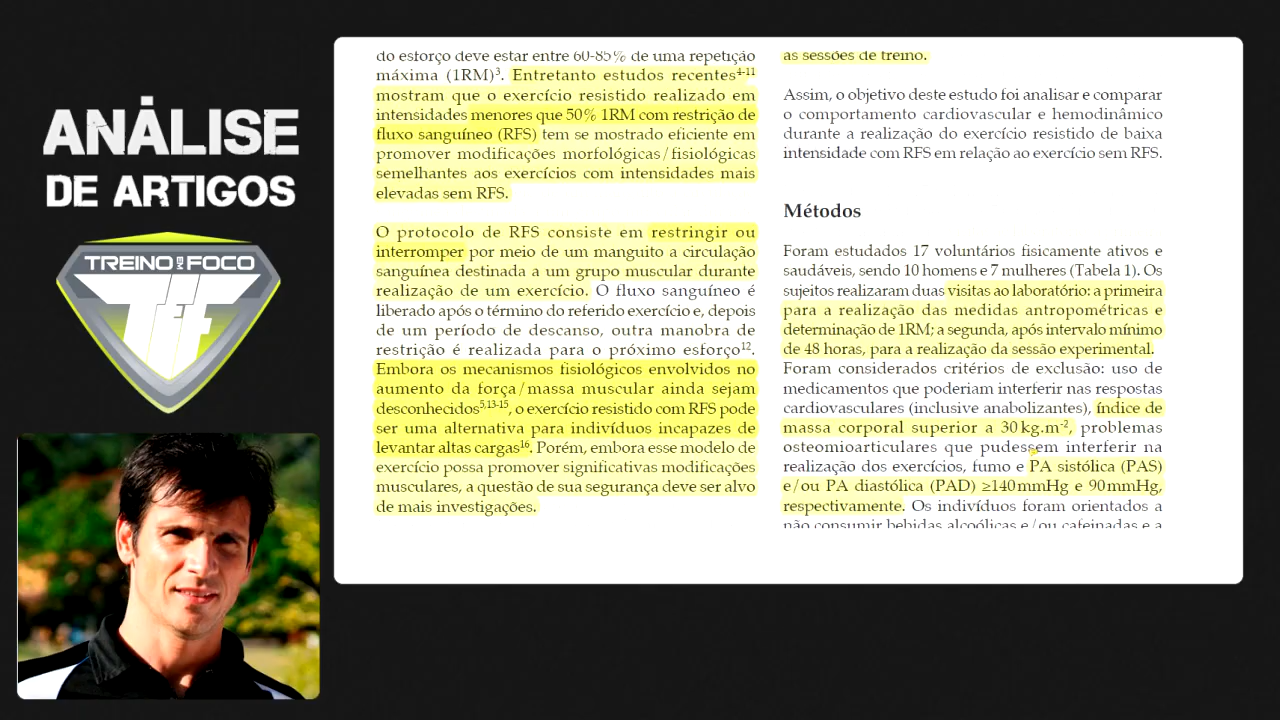 ANÁLISE
DE ARTIGOS
TREINO EM FOCO
TEF
do esforço deve estar entre 60-85% de uma repetição
máxima (1RM)³. Entretanto estudos recentes⁴⁻¹¹
mostram que o exercício resistido realizado em
intensidades menores que 50% 1RM com restrição de
fluxo sanguíneo (RFS) tem se mostrado eficiente em
promover modificações morfológicas/fisiológicas
semelhantes aos exercícios com intensidades mais
elevadas sem RFS.
O protocolo de RFS consiste em restringir ou
interromper por meio de um manguito a circulação
sanguínea destinada a um grupo muscular durante
realização de um exercício. O fluxo sanguíneo é
liberado após o término do referido exercício e, depois
de um período de descanso, outra manobra de
restrição é realizada para o próximo esforço¹².
Embora os mecanismos fisiológicos envolvidos no
aumento da força/massa muscular ainda sejam
desconhecidos⁵,¹³⁻¹⁵, o exercício resistido com RFS pode
ser uma alternativa para indivíduos incapazes de
levantar altas cargas¹⁶. Porém, embora esse modelo de
exercício possa promover significativas modificações
musculares, a questão de sua segurança deve ser alvo
de mais investigações.
as sessões de treino.
Assim, o objetivo deste estudo foi analisar e comparar
o comportamento cardiovascular e hemodinâmico
durante a realização do exercício resistido de baixa
intensidade com RFS em relação ao exercício sem RFS.
Métodos
Foram estudados 17 voluntários fisicamente ativos e
saudáveis, sendo 10 homens e 7 mulheres (Tabela 1). Os
sujeitos realizaram duas visitas ao laboratório: a primeira
para a realização das medidas antropométricas e
determinação de 1RM; a segunda, após intervalo mínimo
de 48 horas, para a realização da sessão experimental.
Foram considerados critérios de exclusão: uso de
medicamentos que poderiam interferir nas respostas
cardiovasculares (inclusive anabolizantes), índice de
massa corporal superior a 30 kg.m⁻², problemas
osteomioarticulares que pudessem interferir na
realização dos exercícios, fumo e PA sistólica (PAS)
e/ou PA diastólica (PAD) ≥140mmHg e 90mmHg,
respectivamente. Os indivíduos foram orientados a
não consumir bebidas alcoólicas e/ou cafeinadas e a